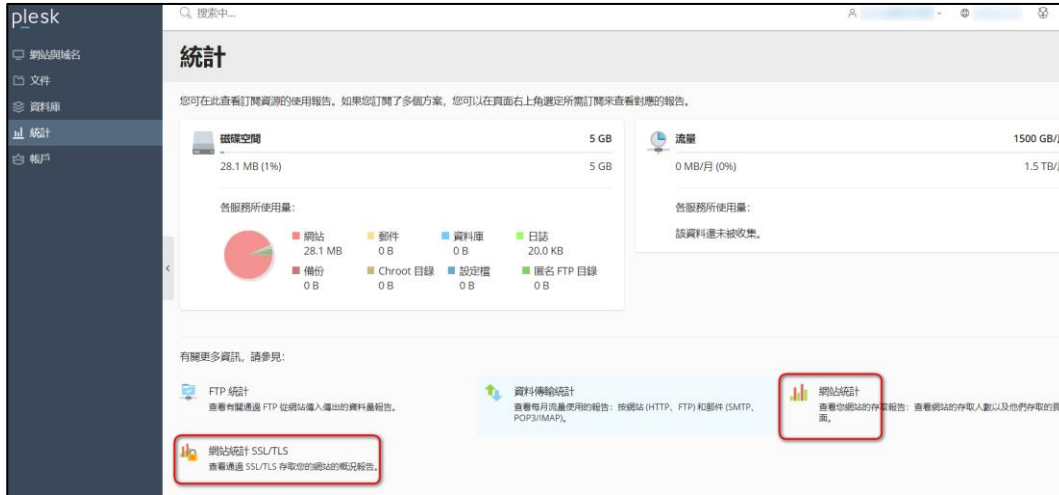 plesk
搜索中...
網站與域名
文件
資料庫
統計
帳戶
統計
您可在此查看訂閱資源的使用報告。如果您訂閱了多個方案，您可以在頁面右上角選定所需訂閱來查看對應的報告。
磁碟空間 5 GB
28.1 MB (1%) 5 GB
各服務所使用量:
網站 郵件 資料庫 日誌
28.1 MB 0 B 0 B 20.0 KB
備份 Chroot 目錄 設定檔 匿名 FTP 目錄
0 B 0 B 0 B 0 B
流量 1500 GB/
0 MB/月 (0%) 1.5 TB/
各服務所使用量:
該資料還未被收集。
有關更多資訊，請參見:
FTP 統計
查看有關通過 FTP 從網站傳入傳出的資料量報告。
資料傳輸統計
查看每月流量使用的報告：按網站 (HTTP、FTP) 和郵件 (SMTP、
POP3/IMAP)。
網站統計
查看您網站的存取報告：查看網站的存取人數以及他們存取的頁
面。
網站統計 SSL/TLS
查看通過 SSL/TLS 存取您的網站的概況報告。